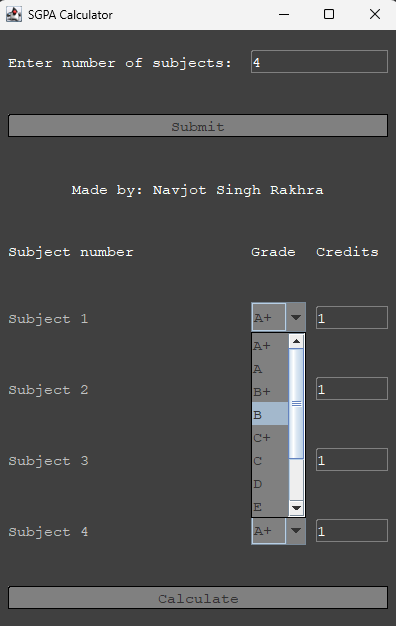 SGPA Calculator
Enter number of subjects: 4
Submit
Made by: Navjot Singh Rakhra
Subject number Grade Credits
Subject 1 A+ 1
A+
A
Subject 2 B+ 1
B
C+
Subject 3 C 1
D
E
Subject 4 A+ 1
Calculate